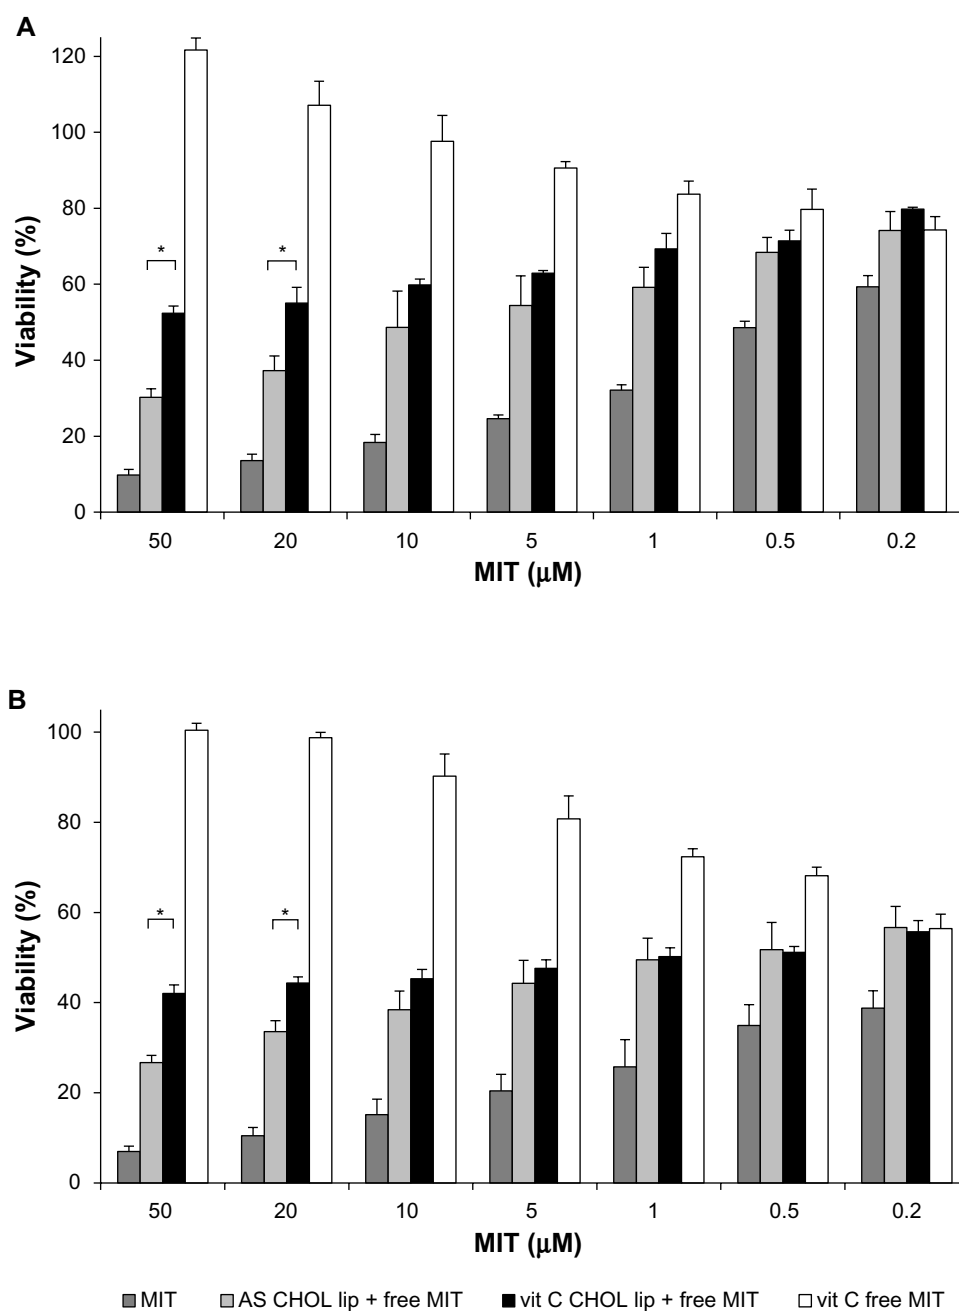 A
120
100
80
60
40
20
0
Viability (%)
* *
50 20 10 5 1 0.5 0.2
MIT (μM)
B
100
80
60
40
20
0
Viability (%)
* *
50 20 10 5 1 0.5 0.2
MIT (μM)
MIT AS CHOL lip + free MIT vit C CHOL lip + free MIT vit C free MIT